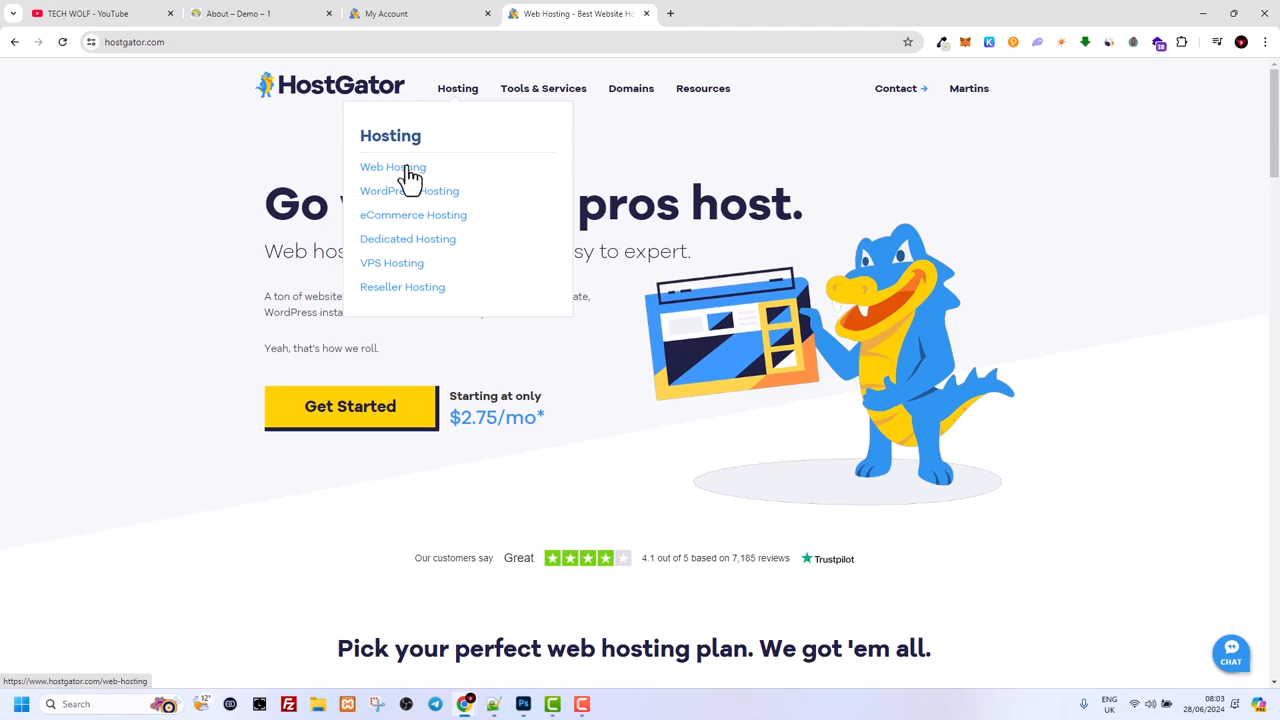 TECH WOLF - YouTube
About – Demo – 1
My Account
Web Hosting - Best Website Ho
hostgator.com
HostGator
Hosting
Tools & Services
Domains
Resources
Contact
Martins
Hosting
Web Hosting
WordPress Hosting
eCommerce Hosting
Dedicated Hosting
VPS Hosting
Reseller Hosting
Go
pros host.
Web hos
sy to expert.
A ton of website
ate,
WordPress insta
Yeah, that's how we roll.
Get Started
Starting at only
$2.75/mo*
Our customers say
Great
4.1 out of 5 based on 7,185 reviews
Trustpilot
Pick your perfect web hosting plan. We got 'em all.
CHAT
https://www.hostgator.com/web-hosting
Search
12°
ENG
UK
08:03
28/06/2024